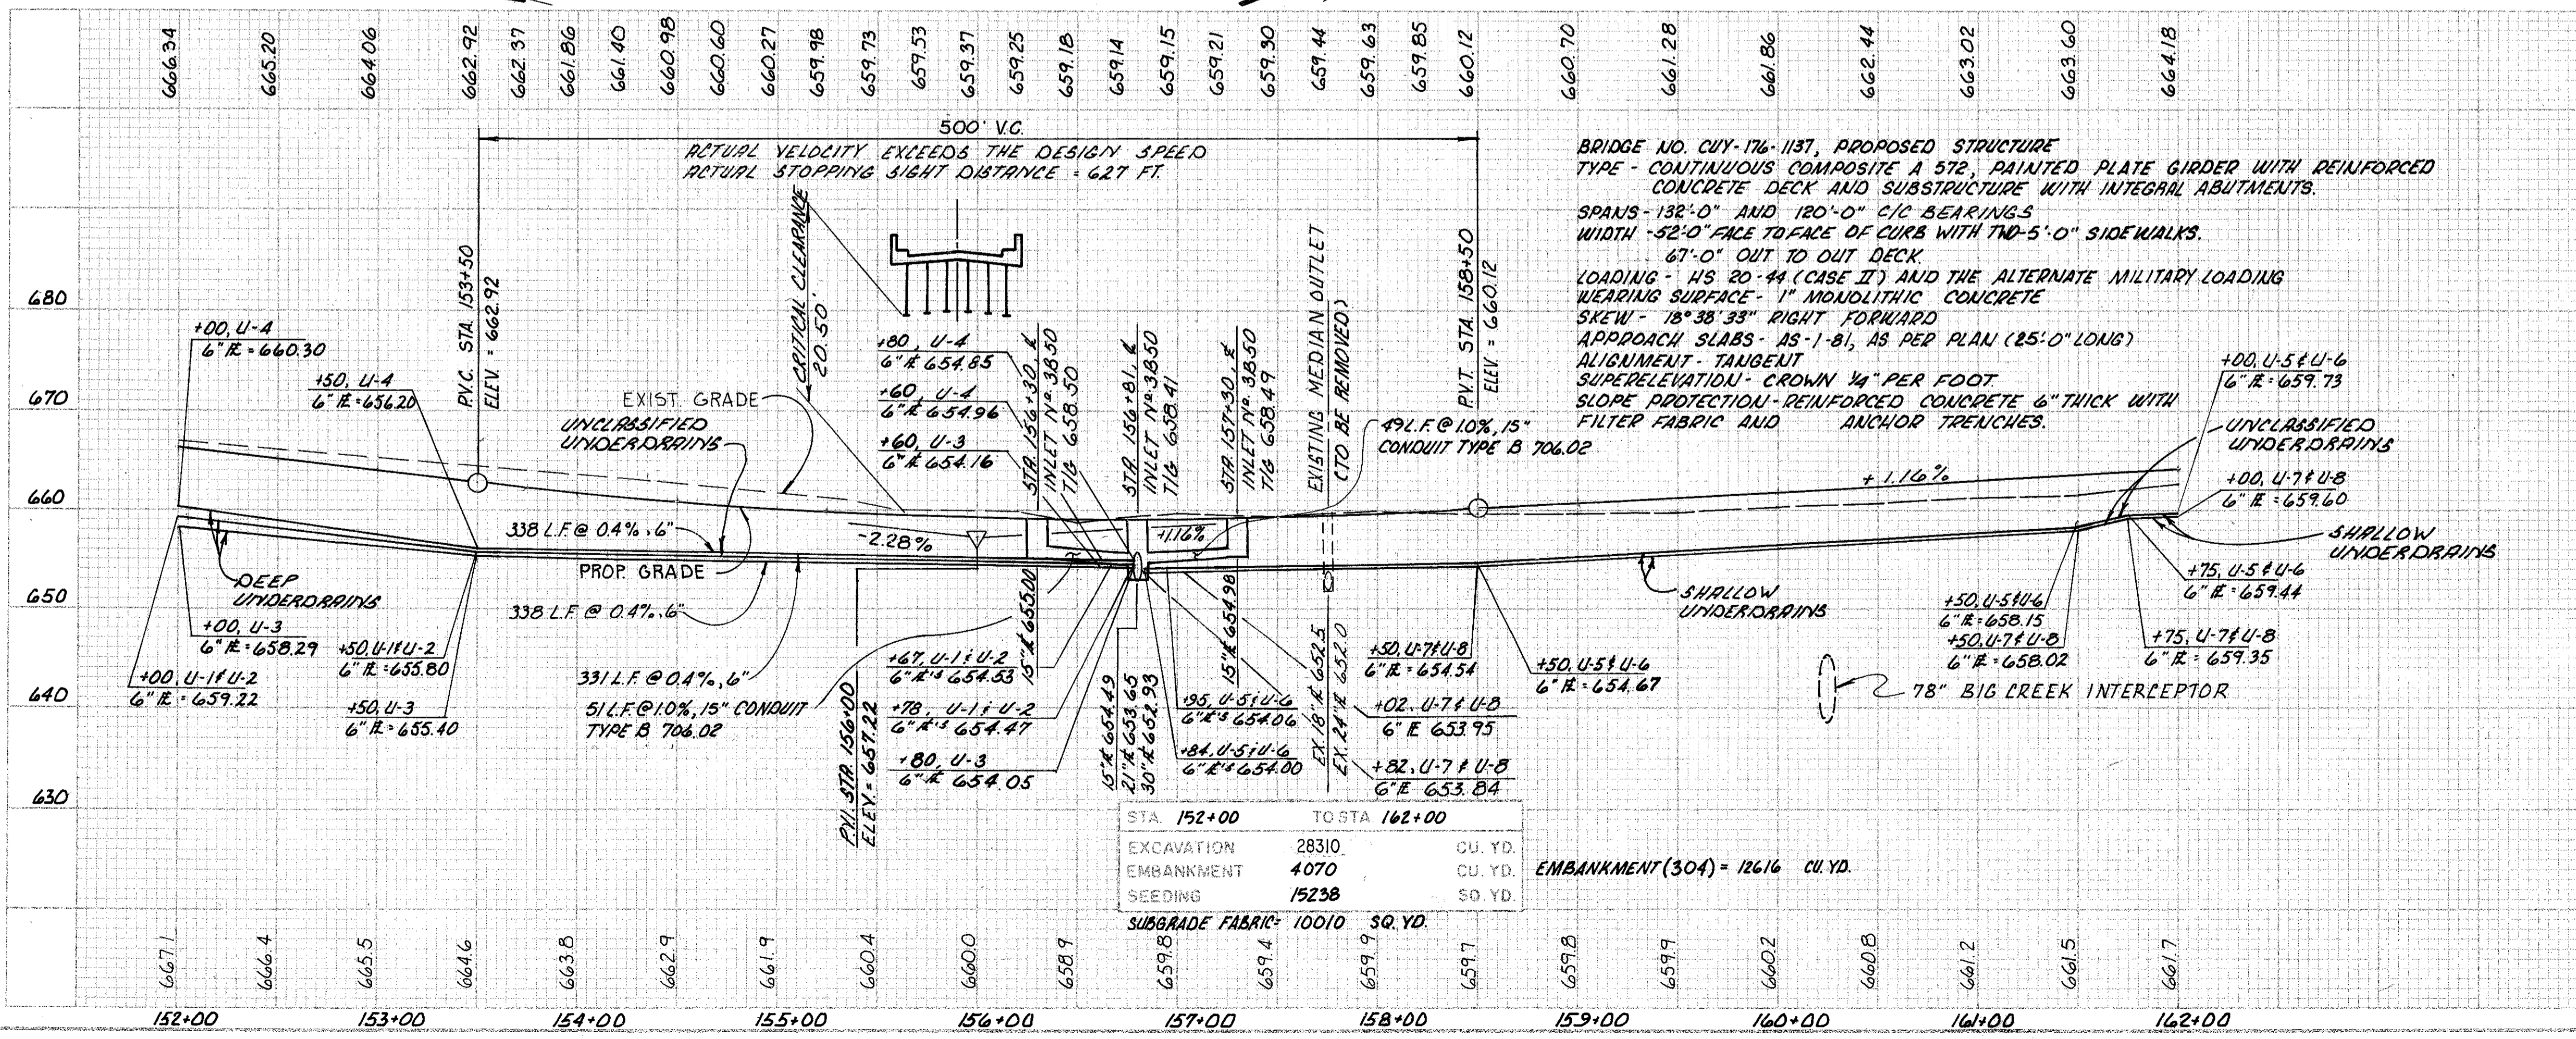 666.34
665.20
664.06
662.92
662.37
661.86
661.40
660.98
660.60
660.27
659.98
659.73
659.53
659.37
659.25
659.18
659.14
659.15
659.21
659.30
659.44
659.63
659.85
660.12
660.70
661.28
661.86
662.44
663.02
663.60
664.18
500' V.C.
ACTUAL VELOCITY EXCEEDS THE DESIGN SPEED
ACTUAL STOPPING SIGHT DISTANCE = 627 FT.
BRIDGE NO. CUY-176-1137, PROPOSED STRUCTURE
TYPE - CONTINUOUS COMPOSITE A 572, PAINTED PLATE GIRDER WITH REINFORCED
CONCRETE DECK AND SUBSTRUCTURE WITH INTEGRAL ABUTMENTS.
SPANS - 132'-0" AND 120'-0" C/C BEARINGS
WIDTH - 52'-0" FACE TO FACE OF CURB WITH TWO-5'-0" SIDEWALKS.
67'-0" OUT TO OUT DECK.
LOADING - HS 20-44 (CASE II) AND THE ALTERNATE MILITARY LOADING
WEARING SURFACE - 1" MONOLITHIC CONCRETE
SKEW - 18°38'33" RIGHT FORWARD
APPROACH SLABS - AS-1-81, AS PER PLAN (25'-0" LONG)
ALIGNMENT - TANGENT
SUPERELEVATION - CROWN 1/4" PER FOOT.
SLOPE PROTECTION - REINFORCED CONCRETE 6" THICK WITH
FILTER FABRIC AND ANCHOR TRENCHES.
P.V.C. STA. 153+50
ELEV. = 662.92
CRITICAL CLEARANCE
20.50'
P.V.T. STA. 158+50
ELEV. = 660.12
EXISTING MEDIAN OUTLET
(TO BE REMOVED)
680
670
660
650
640
630
+00, U-4
6" ℄ = 660.30
+50, U-4
6" ℄ = 656.20
EXIST. GRADE
UNCLASSIFIED
UNDERDRAINS
+80, U-4
6" ℄ 654.85
+60, U-4
6" ℄ 654.96
+60, U-3
6" ℄ 654.16
STA. 156+30, ℄
INLET Nº. 3B50
T/G 658.50
STA. 156+81, ℄
INLET Nº. 3B50
T/G 658.41
STA. 157+30, ℄
INLET Nº. 3B50
T/G 658.49
49 L.F. @ 1.0%, 15"
CONDUIT TYPE B 706.02
+00, U-5 & U-6
6" ℄ = 659.73
UNCLASSIFIED
UNDERDRAINS
+00, U-7 & U-8
6" ℄ = 659.60
SHALLOW
UNDERDRAINS
+1.16%
338 L.F. @ 0.4%, 6"
-2.28%
+1.16%
PROP. GRADE
DEEP
UNDERDRAINS
338 L.F. @ 0.4%, 6"
+00, U-3
6" ℄ = 658.29
+50, U-1 & U-2
6" ℄ = 655.80
+00, U-1 & U-2
6" ℄ = 659.22
+50, U-3
6" ℄ = 655.40
331 L.F. @ 0.4%, 6"
51 L.F. @ 1.0%, 15" CONDUIT
TYPE B 706.02
P.V.I. STA. 156+00
ELEV. = 657.22
15" ℄ 655.00
+67, U-1 & U-2
6" ℄'s 654.53
+78, U-1 & U-2
6" ℄'s 654.47
+80, U-3
6" ℄ 654.05
15" ℄ 654.49
21" ℄ 653.65
30" ℄ 652.93
15" ℄ 654.98
+95, U-5 & U-6
6" ℄'s 654.06
+84, U-5 & U-6
6" ℄'s 654.00
EX. 18" ℄ 652.5
EX. 24" ℄ 652.0
+50, U-7 & U-8
6" ℄ = 654.54
+02, U-7 & U-8
6" ℄ 653.95
+82, U-7 & U-8
6" ℄ 653.84
+50, U-5 & U-6
6" ℄ = 654.67
SHALLOW
UNDERDRAINS
+50, U-5 & U-6
6" ℄ = 658.15
+50, U-7 & U-8
6" ℄ = 658.02
+75, U-5 & U-6
6" ℄ = 659.44
+75, U-7 & U-8
6" ℄ = 659.35
78" BIG CREEK INTERCEPTOR
STA. 152+00 TO STA. 162+00
EXCAVATION 28310 CU. YD.
EMBANKMENT 4070 CU. YD.
SEEDING 15238 SQ. YD.
EMBANKMENT (304) = 12616 CU. YD.
SUBGRADE FABRIC = 10010 SQ. YD.
667.1
666.4
665.5
664.6
663.8
662.9
661.9
660.4
660.0
658.9
659.8
659.4
659.9
659.7
659.8
659.9
660.2
660.8
661.2
661.5
661.7
152+00
153+00
154+00
155+00
156+00
157+00
158+00
159+00
160+00
161+00
162+00